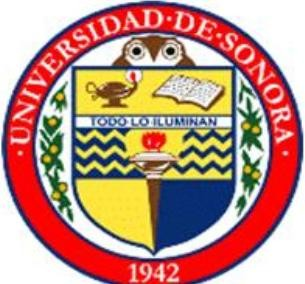 UNIVERSIDAD·DE·SONORA·
TODO LO ILUMINAN
1942